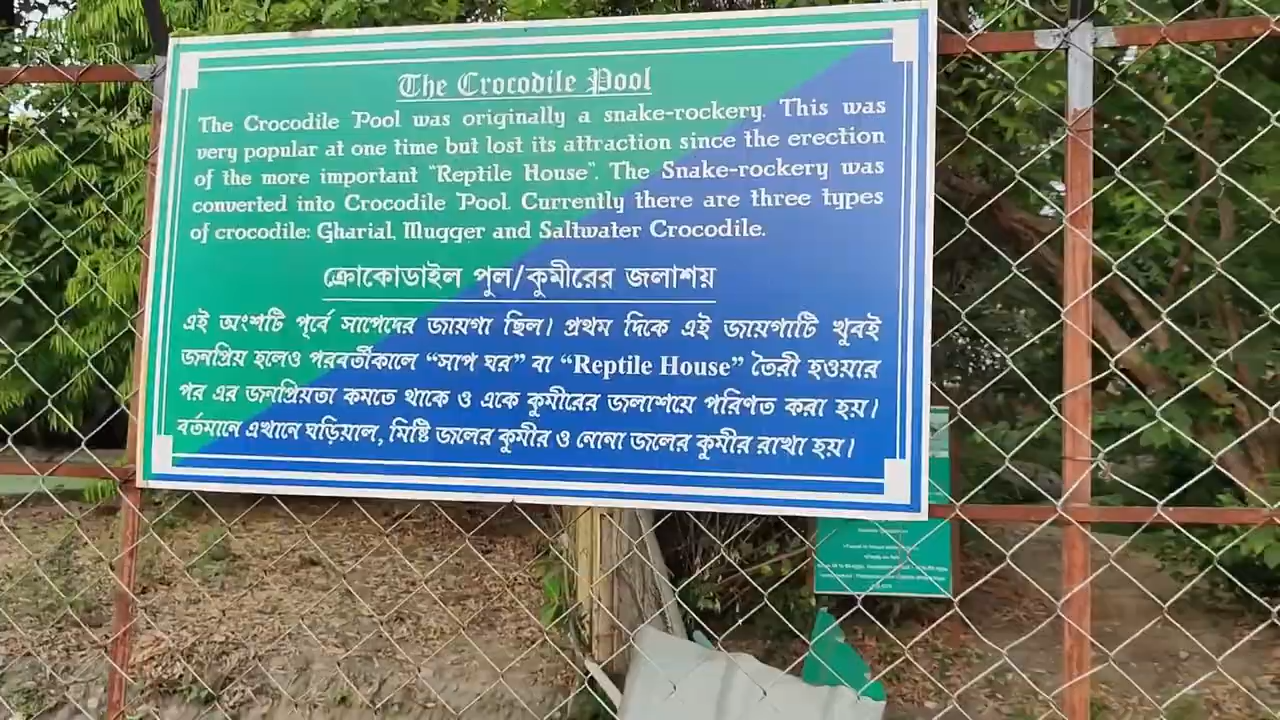 The Crocodile Pool
The Crocodile Pool was originally a snake-rockery. This was
very popular at one time but lost its attraction since the erection
of the more important "Reptile House". The Snake-rockery was
converted into Crocodile Pool. Currently there are three types
of crocodile: Gharial, Mugger and Saltwater Crocodile.
ক্রোকোডাইল পুল/কুমীরের জলাশয়
এই অংশটি পূর্বে সাপেদের জায়গা ছিল। প্রথম দিকে এই জায়গাটি খুবই
জনপ্রিয় হলেও পরবর্তীকালে “সাপ ঘর” বা “Reptile House” তৈরী হওয়ার
পর এর জনপ্রিয়তা কমতে থাকে ও একে কুমীরের জলাশয়ে পরিণত করা হয়।
বর্তমানে এখানে ঘড়িয়াল, মিষ্টি জলের কুমীর ও নোনা জলের কুমীর রাখা হয়।